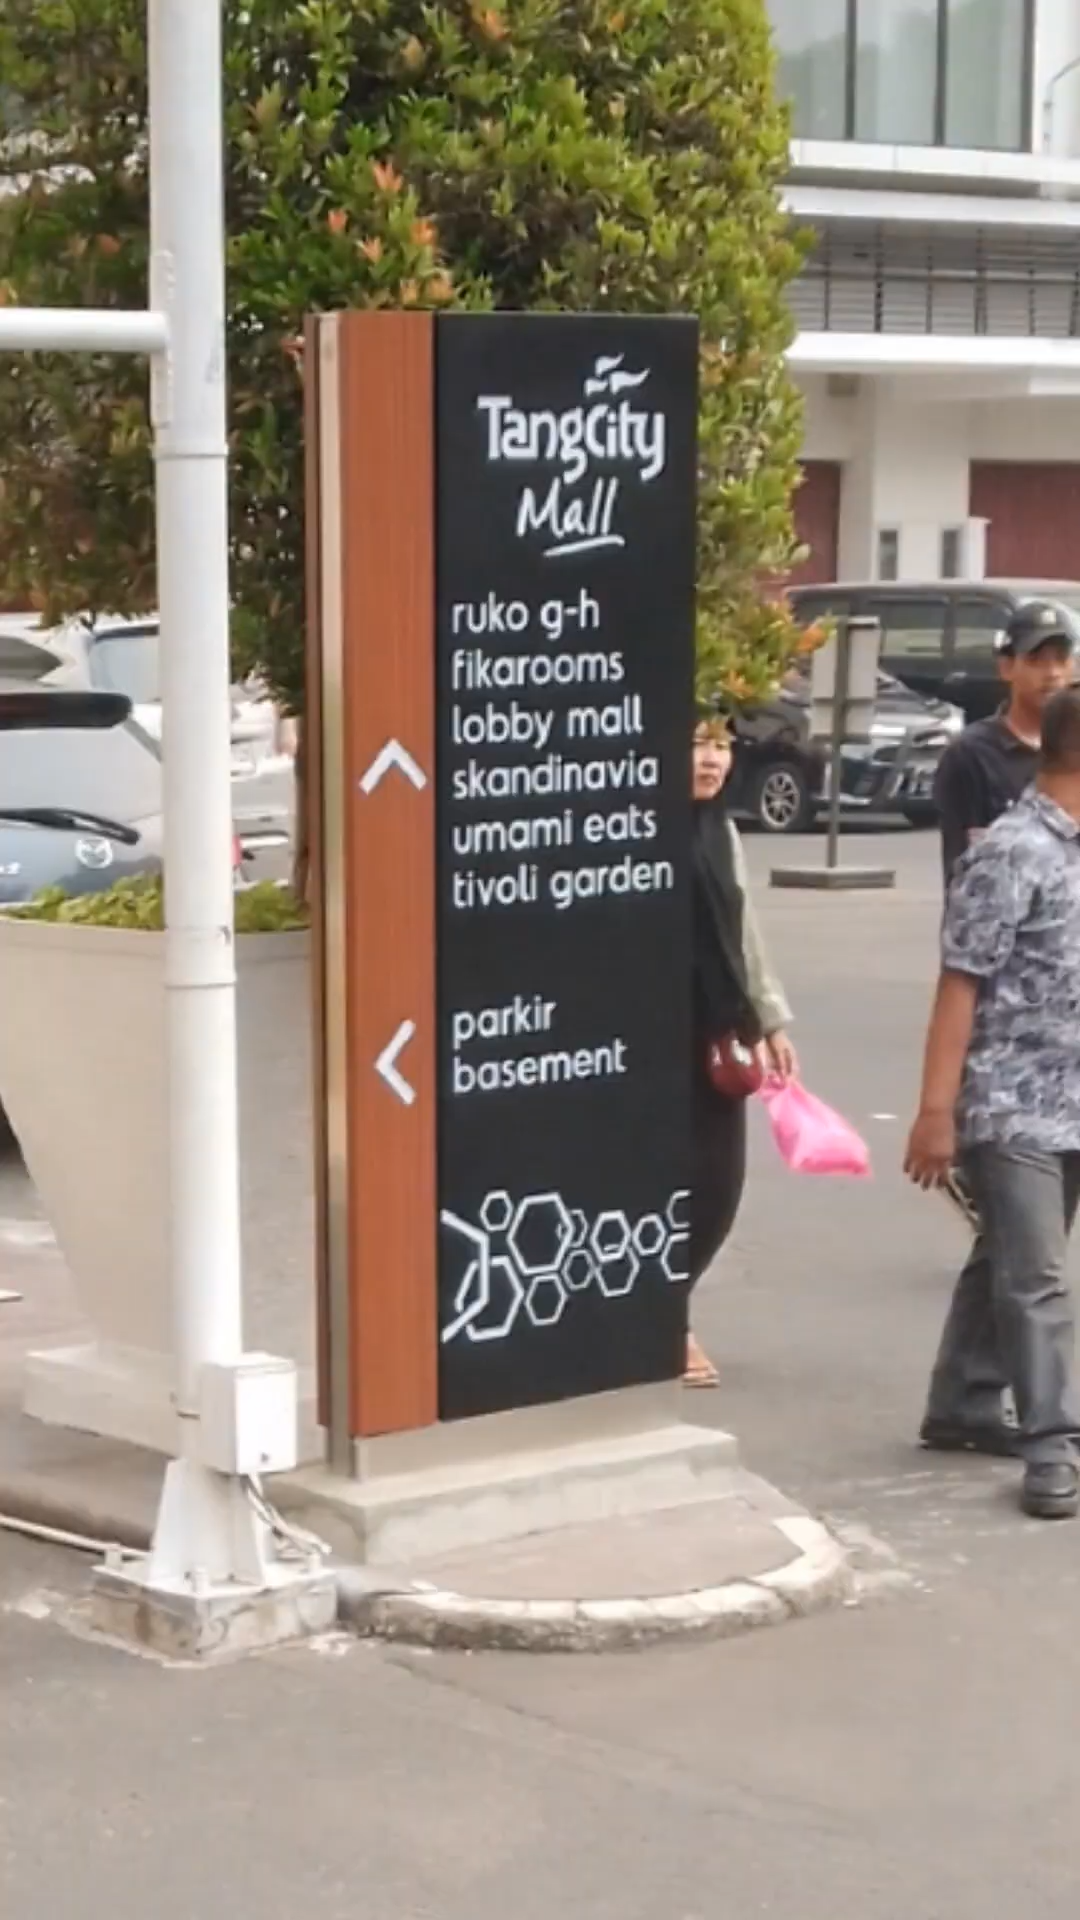 TangCity
Mall
ruko g-h
fikarooms
lobby mall
skandinavia
umami eats
tivoli garden
parkir
basement